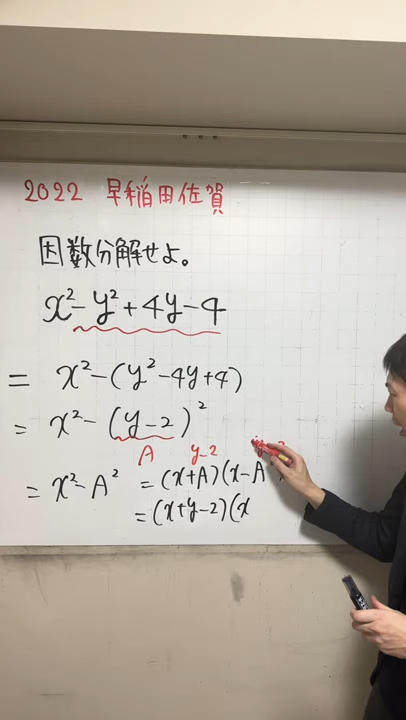 2022 早稲田佐賀
因数分解せよ。
x²-y²+4y-4
= x²-(y²-4y+4)
= x²-(y-2)²
A y-2
= x²-A² =(x+A)(x-A
=(x+y-2)(x